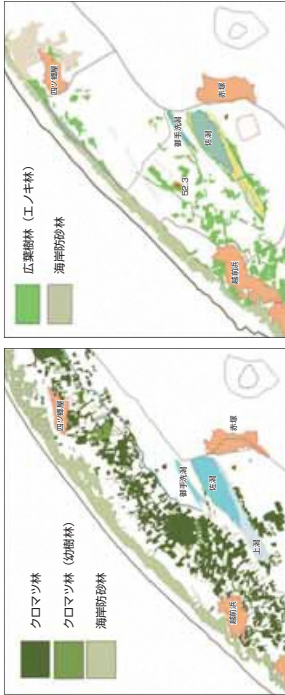 広葉樹林（エノキ林）
海岸防砂林
四ツ郷屋
赤塚
御手洗潟
佐潟
52.3
越前浜
クロマツ林
クロマツ林（幼樹林）
海岸防砂林
四ツ郷屋
赤塚
御手洗潟
佐潟
上潟
越前浜